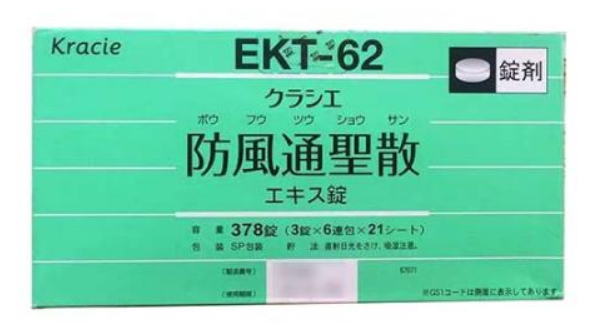 Kracie
EKT-62
錠剤
クラシエ
ボウ フウ ツウ ショウ サン
防風通聖散
エキス錠
容量 378錠（3錠×6連包×21シート）
包装 SP包装 貯法 直射日光をさけ、吸湿注意。
（製造番号）
67071
（使用期限）
※GS1コードは側面に表示してあります。